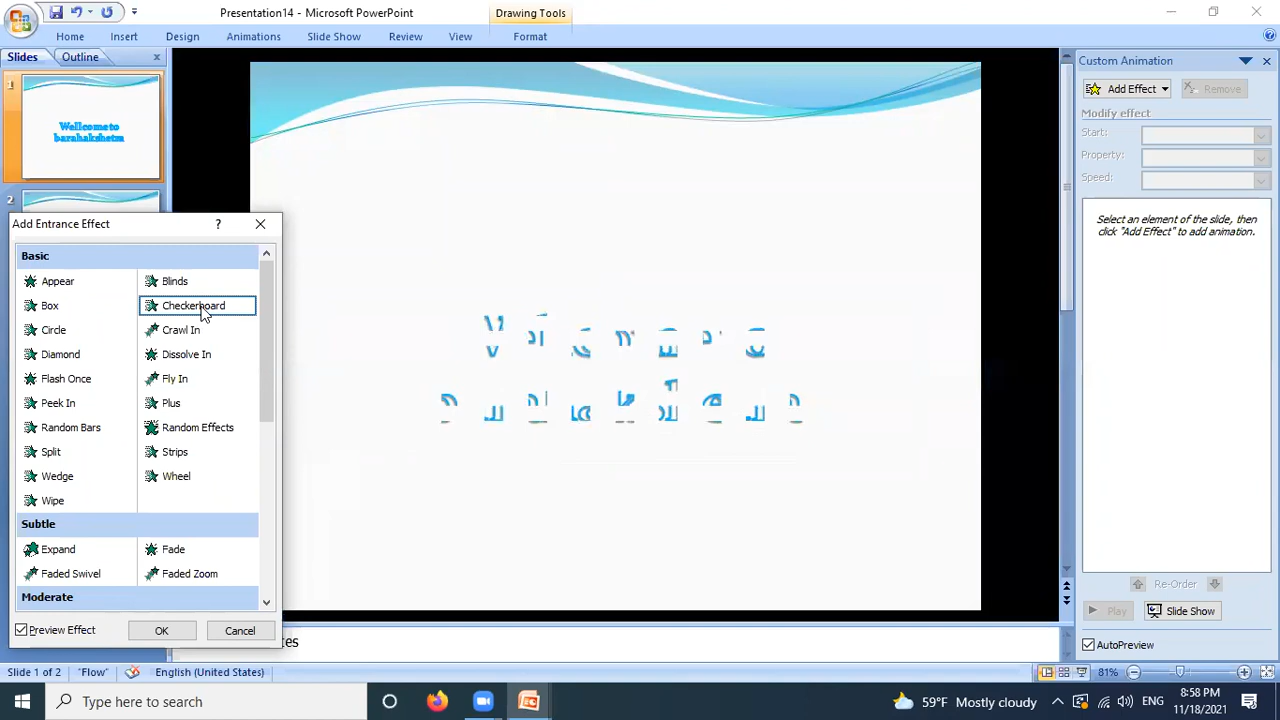 Presentation14 - Microsoft PowerPoint
Drawing Tools
Home
Insert
Design
Animations
Slide Show
Review
View
Format
Slides
Outline
1
Wellcome to
barahakshetra
2
Add Entrance Effect
?
Basic
Appear
Blinds
Box
Checkerboard
Circle
Crawl In
Diamond
Dissolve In
Flash Once
Fly In
Peek In
Plus
Random Bars
Random Effects
Split
Strips
Wedge
Wheel
Wipe
Subtle
Expand
Fade
Faded Swivel
Faded Zoom
Moderate
Preview Effect
OK
Cancel
Custom Animation
Add Effect
Remove
Modify effect
Start:
Property:
Speed:
Select an element of the slide, then
click "Add Effect" to add animation.
Re-Order
Play
Slide Show
AutoPreview
Slide 1 of 2
"Flow"
English (United States)
81%
Type here to search
59°F Mostly cloudy
ENG
8:58 PM
11/18/2021